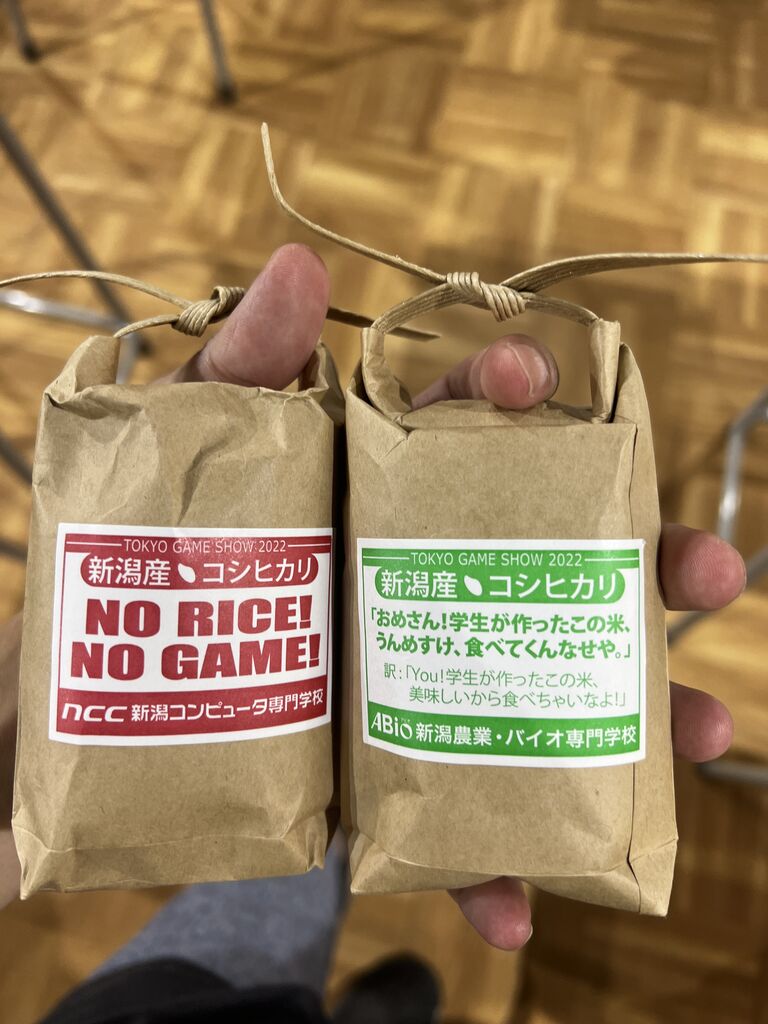 TOKYO GAME SHOW 2022
新潟産 コシヒカリ
NO RICE!
NO GAME!
ncc 新潟コンピュータ専門学校
TOKYO GAME SHOW 2022
新潟産 コシヒカリ
「おめさん!学生が作ったこの米、
うんめすけ、食べてくんなせや。」
訳:「You!学生が作ったこの米、
美味しいから食べちゃいなよ!」
ABio 新潟農業・バイオ専門学校